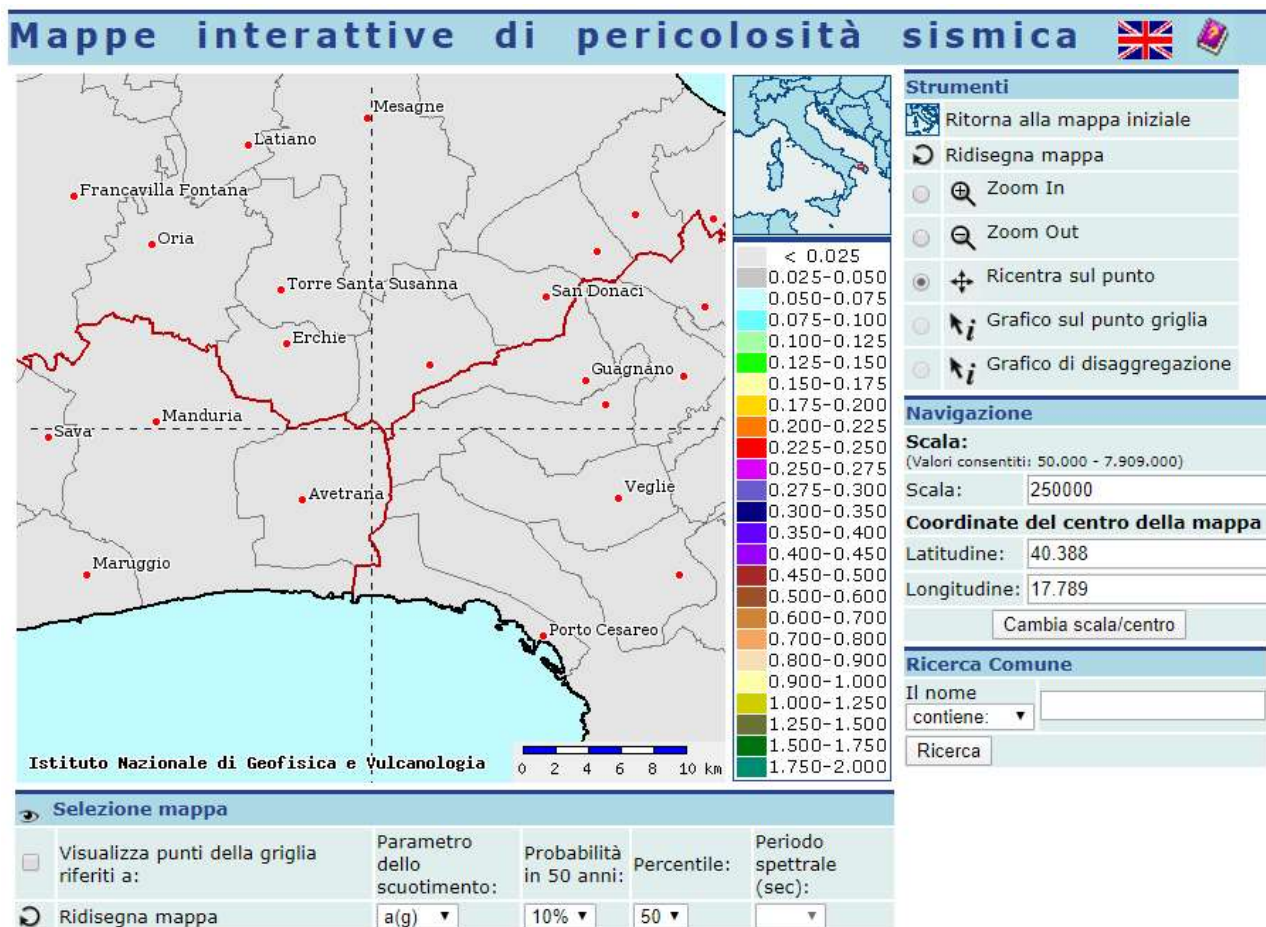 Mappe interattive di pericolosità sismica
Mesagne
Latiano
Francavilla Fontana
Oria
Torre Santa Susanna
San Donaci
Erchie
Guagnano
Manduria
Sava
Avetrana
Veglie
Maruggio
Porto Cesareo
Istituto Nazionale di Geofisica e Vulcanologia
0 2 4 6 8 10 km
< 0.025
0.025-0.050
0.050-0.075
0.075-0.100
0.100-0.125
0.125-0.150
0.150-0.175
0.175-0.200
0.200-0.225
0.225-0.250
0.250-0.275
0.275-0.300
0.300-0.350
0.350-0.400
0.400-0.450
0.450-0.500
0.500-0.600
0.600-0.700
0.700-0.800
0.800-0.900
0.900-1.000
1.000-1.250
1.250-1.500
1.500-1.750
1.750-2.000
Strumenti
Ritorna alla mappa iniziale
Ridisegna mappa
Zoom In
Zoom Out
Ricentra sul punto
i Grafico sul punto griglia
i Grafico di disaggregazione
Navigazione
Scala:
(Valori consentiti: 50.000 - 7.909.000)
Scala: 250000
Coordinate del centro della mappa
Latitudine: 40.388
Longitudine: 17.789
Cambia scala/centro
Ricerca Comune
Il nome
contiene:
Ricerca
Selezione mappa
Visualizza punti della griglia
riferiti a:
Parametro
dello
scuotimento:
Probabilità
in 50 anni:
Percentile:
Periodo
spettrale
(sec):
Ridisegna mappa
a(g) 10% 50